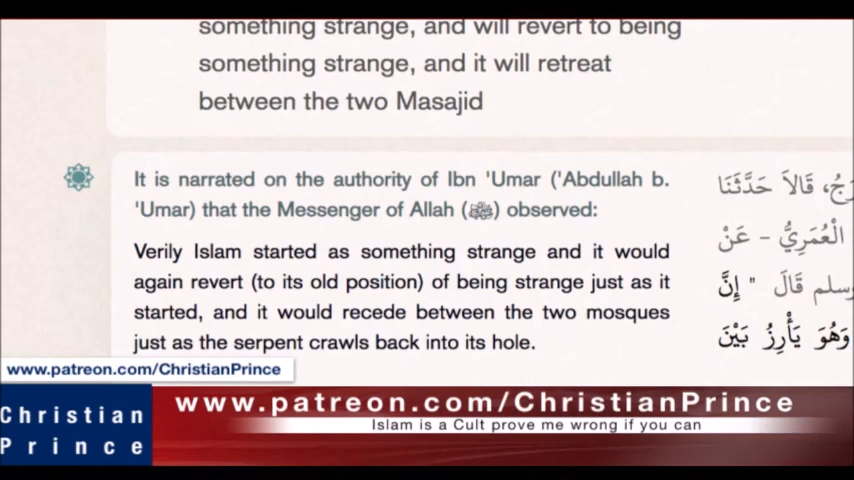 something strange, and will revert to being
something strange, and it will retreat
between the two Masajid
It is narrated on the authority of Ibn 'Umar ('Abdullah b.
'Umar) that the Messenger of Allah (ﷺ) observed:
Verily Islam started as something strange and it would
again revert (to its old position) of being strange just as it
started, and it would recede between the two mosques
just as the serpent crawls back into its hole.
رَجُ، قَالاَ حَدَّثَنَا
الْعُمَرِيُّ - عَنْ
وسلم قَالَ " إِنَّ
وَهُوَ يَأْرِزُ بَيْنَ
www.patreon.com/ChristianPrince
Christian
Prince
www.patreon.com/ChristianPrince
Islam is a Cult prove me wrong if you can